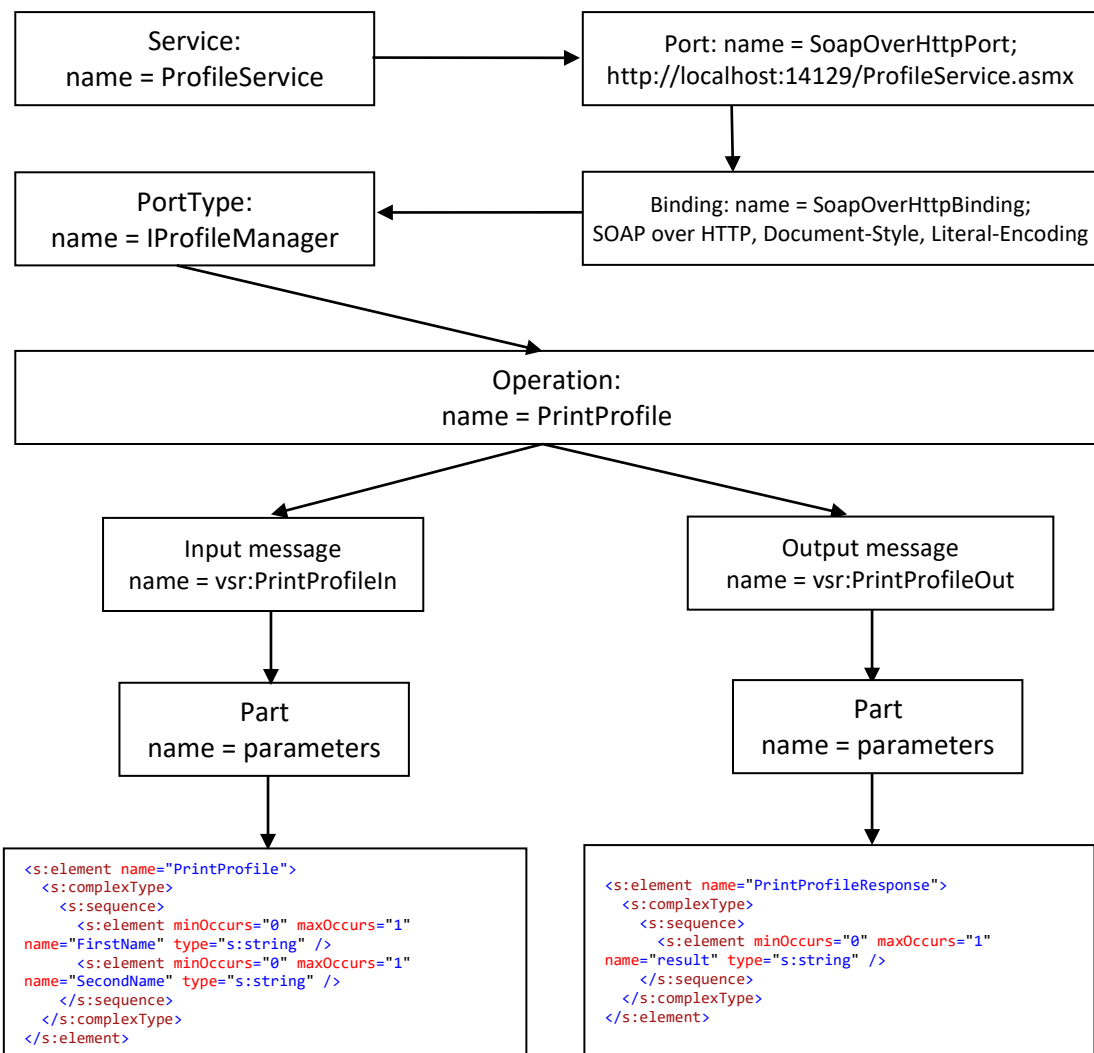 Service:
name = ProfileService
Port: name = SoapOverHttpPort;
http://localhost:14129/ProfileService.asmx
PortType:
name = IProfileManager
Binding: name = SoapOverHttpBinding;
SOAP over HTTP, Document-Style, Literal-Encoding
Operation:
name = PrintProfile
Input message
name = vsr:PrintProfileIn
Output message
name = vsr:PrintProfileOut
Part
name = parameters
Part
name = parameters
<s:element name="PrintProfile">
<s:complexType>
<s:sequence>
<s:element minOccurs="0" maxOccurs="1"
name="FirstName" type="s:string" />
<s:element minOccurs="0" maxOccurs="1"
name="SecondName" type="s:string" />
</s:sequence>
</s:complexType>
</s:element>
<s:element name="PrintProfileResponse">
<s:complexType>
<s:sequence>
<s:element minOccurs="0" maxOccurs="1"
name="result" type="s:string" />
</s:sequence>
</s:complexType>
</s:element>